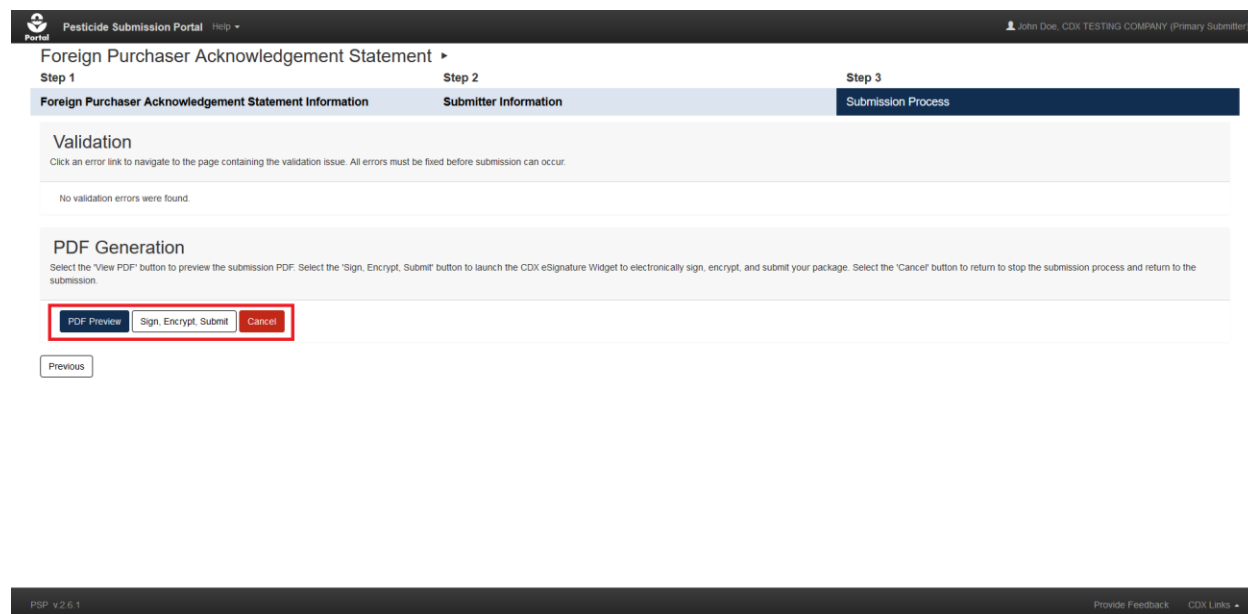 Portal
Pesticide Submission Portal Help
John Doe, CDX TESTING COMPANY (Primary Submitter)
Foreign Purchaser Acknowledgement Statement
Step 1 Step 2 Step 3
Foreign Purchaser Acknowledgement Statement Information Submitter Information Submission Process
Validation
Click an error link to navigate to the page containing the validation issue. All errors must be fixed before submission can occur.
No validation errors were found.
PDF Generation
Select the 'View PDF' button to preview the submission PDF. Select the 'Sign, Encrypt, Submit' button to launch the CDX eSignature Widget to electronically sign, encrypt, and submit your package. Select the 'Cancel' button to return to stop the submission process and return to the
submission.
PDF Preview Sign, Encrypt, Submit Cancel
Previous
PSP v.2.6.1 Provide Feedback CDX Links